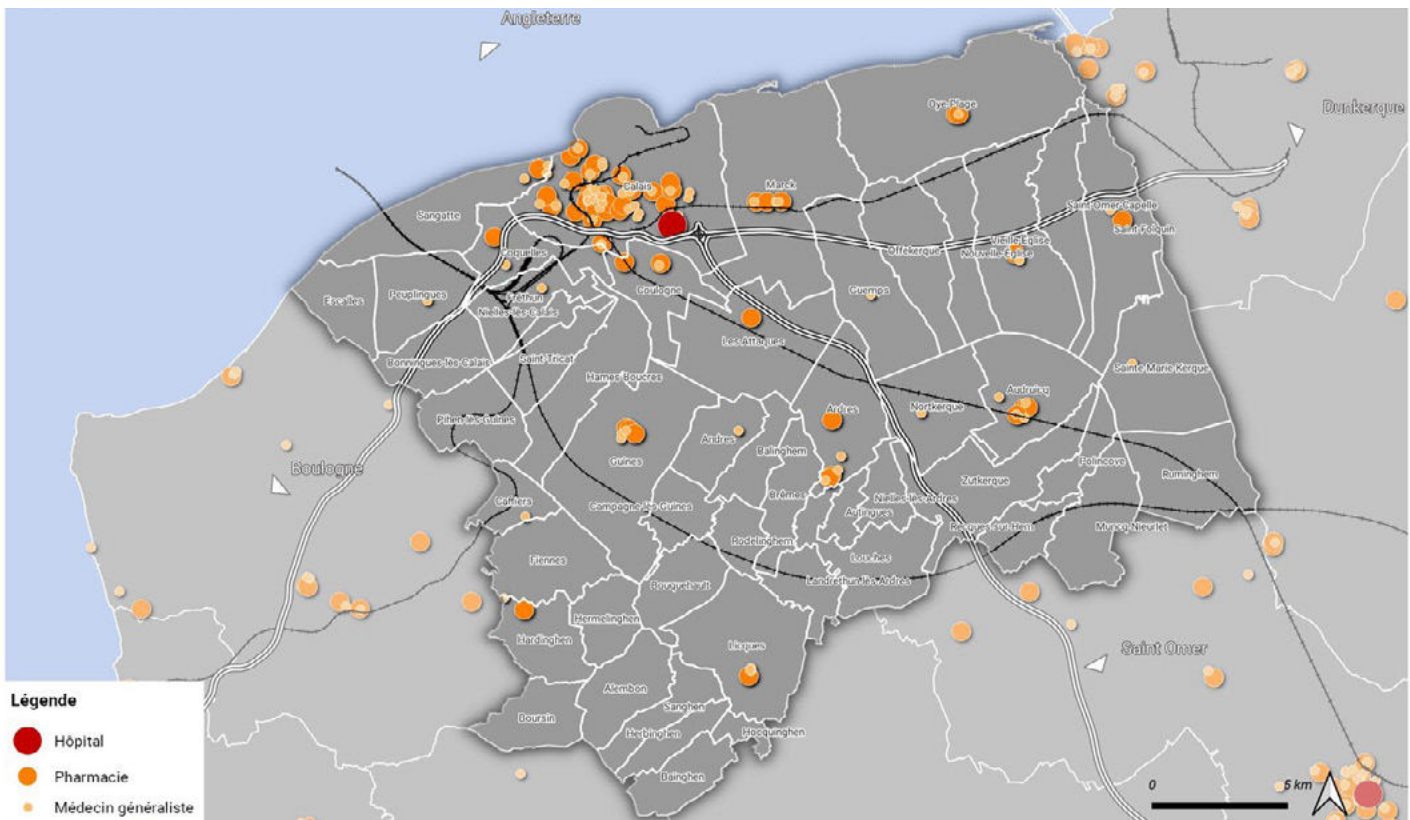 Angleterre
Dunkerque
Oye-Plage
Calais
Marck
Sangatte
Saint-Omer-Capelle
Saint-Folquin
Vieille-Eglise
Offekerque
Nouvelle-Eglise
Coquelles
Coulogne
Guemps
Escalles
Peuplingues
Fréthun
Nielles-lès-Calais
Les Attaques
Bonningues-lès-Calais
Saint-Tricat
Sainte-Marie-Kerque
Hames-Boucres
Audruicq
Nortkerque
Ardres
Pihen-lès-Guînes
Andres
Balinghem
Guînes
Boulogne
Polincove
Ruminghem
Zutkerque
Brêmes
Nielles-lès-Ardres
Caffiers
Campagne-lès-Guines
Autingues
Recques-sur-Hem
Muncq-Nieurlet
Rodelinghem
Louches
Fiennes
Landrethun-lès-Ardres
Bouquehault
Hermelinghen
Hardinghen
Licques
Saint Omer
Alembon
Sanghen
Boursin
Herbinghen
Hocquinghen
Bainghen
Légende
Hôpital
Pharmacie
Médecin généraliste
0 5 km